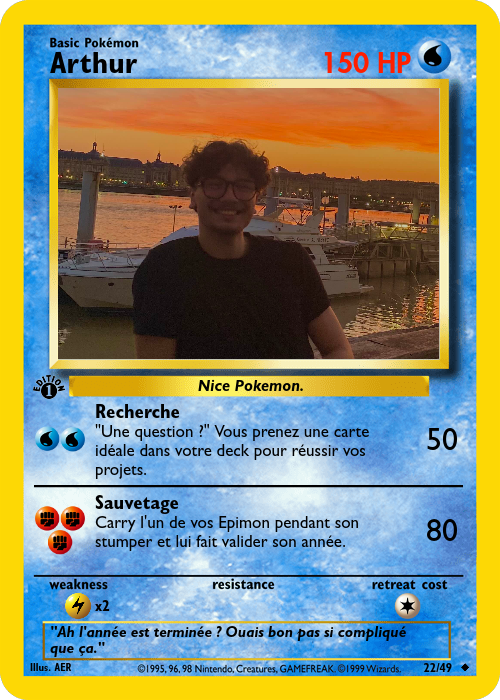 Basic Pokémon
Arthur
150 HP
Nice Pokemon.
EDITION
1
Recherche
"Une question ?" Vous prenez une carte
idéale dans votre deck pour réussir vos
projets.
50
Sauvetage
Carry l'un de vos Epimon pendant son
stumper et lui fait valider son année.
80
weakness
resistance
retreat cost
x2
"Ah l'année est terminée ? Ouais bon pas si compliqué
que ça."
Illus. AER
©1995, 96, 98 Nintendo, Creatures, GAMEFREAK. ©1999 Wizards.
22/49